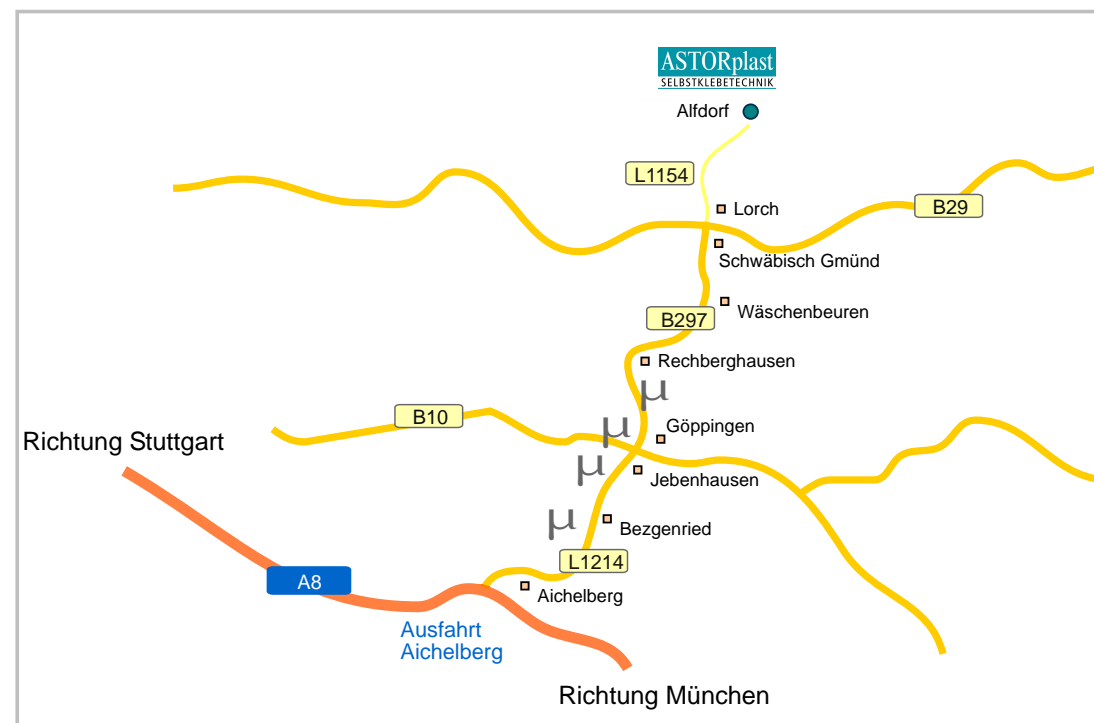 ASTORplast
SELBSTKLEBETECHNIK
Alfdorf
L1154
Lorch
B29
Schwäbisch Gmünd
Wäschenbeuren
B297
Rechberghausen
µ
B10
µ
Göppingen
Richtung Stuttgart
µ
Jebenhausen
µ
Bezgenried
L1214
A8
Aichelberg
Ausfahrt
Aichelberg
Richtung München